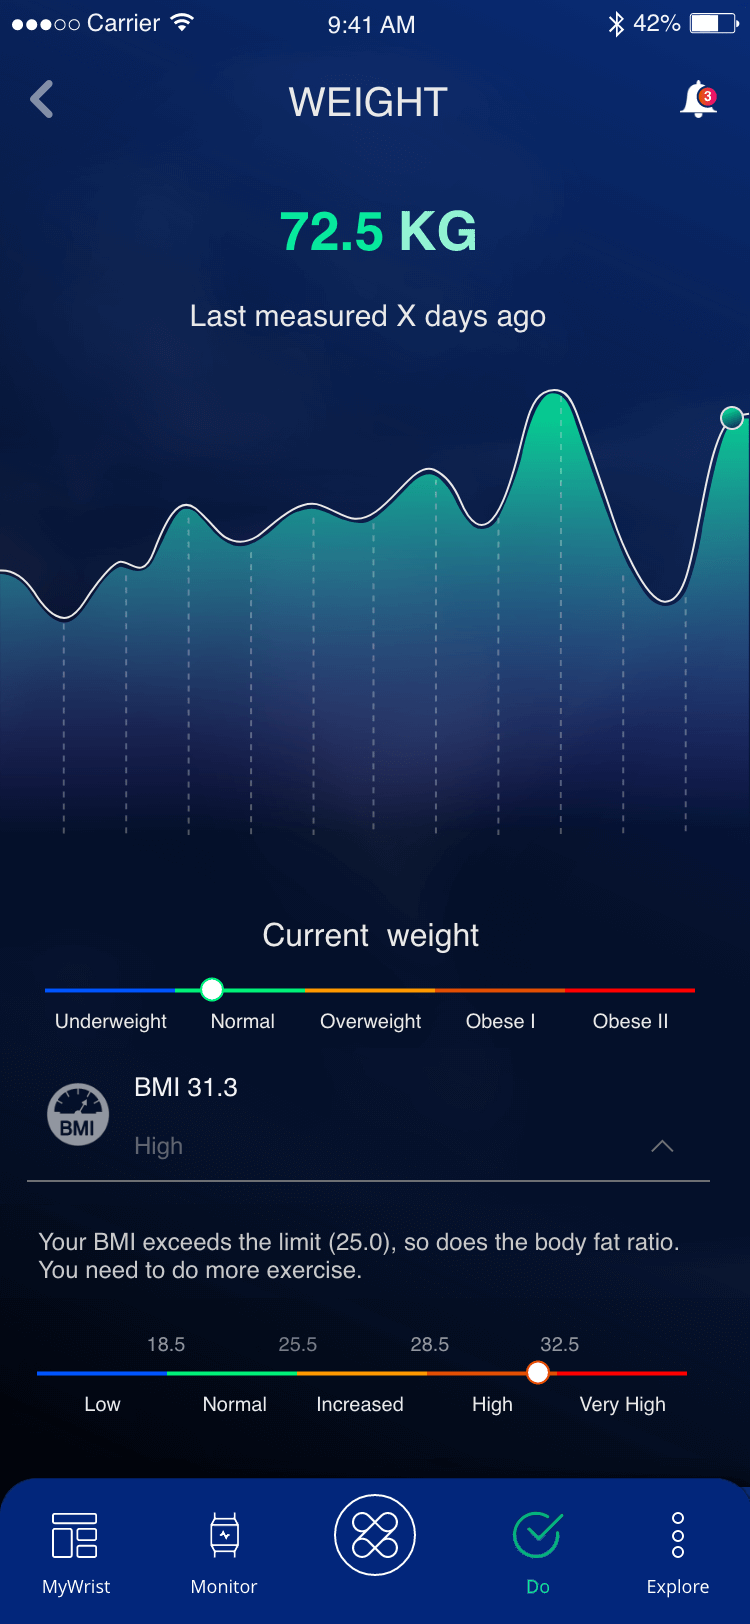 Carrier 9:41 AM 42%
WEIGHT
3
72.5 KG
Last measured X days ago
Current weight
Underweight Normal Overweight Obese I Obese II
BMI 31.3
BMI
High
Your BMI exceeds the limit (25.0), so does the body fat ratio.
You need to do more exercise.
18.5 25.5 28.5 32.5
Low Normal Increased High Very High
MyWrist Monitor Do Explore